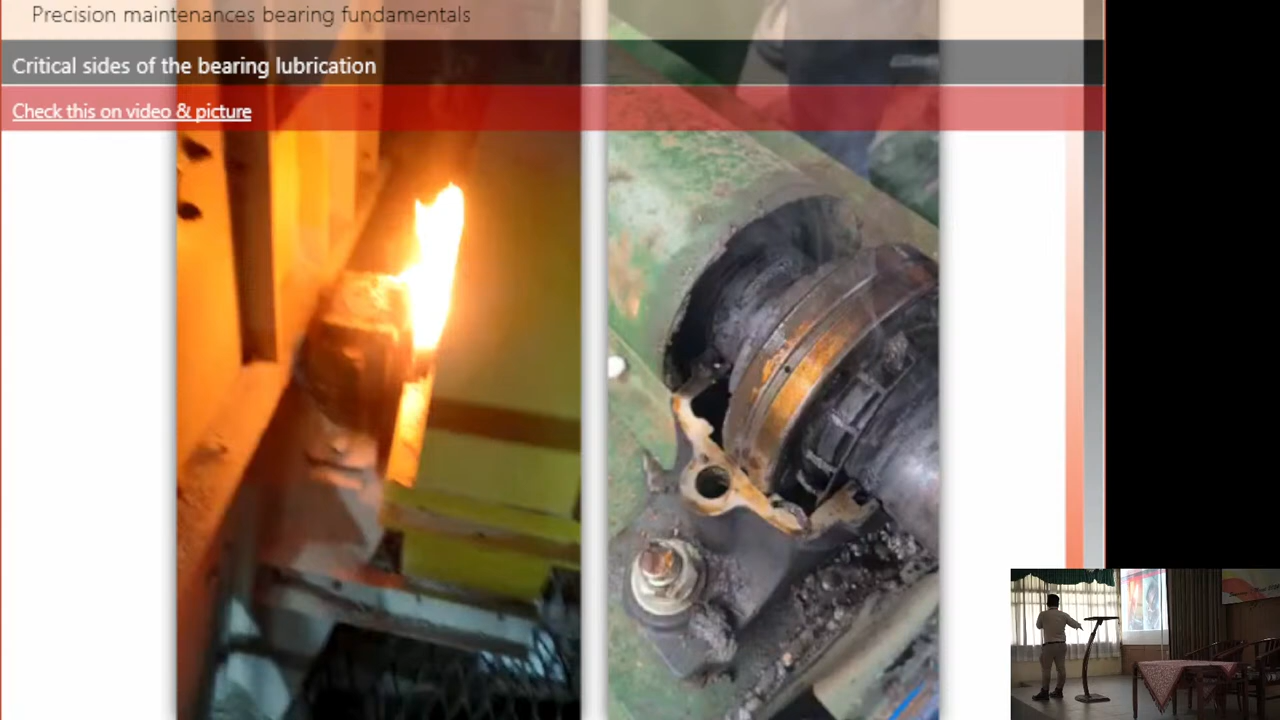 Precision maintenances bearing fundamentals
Critical sides of the bearing lubrication
Check this on video & picture